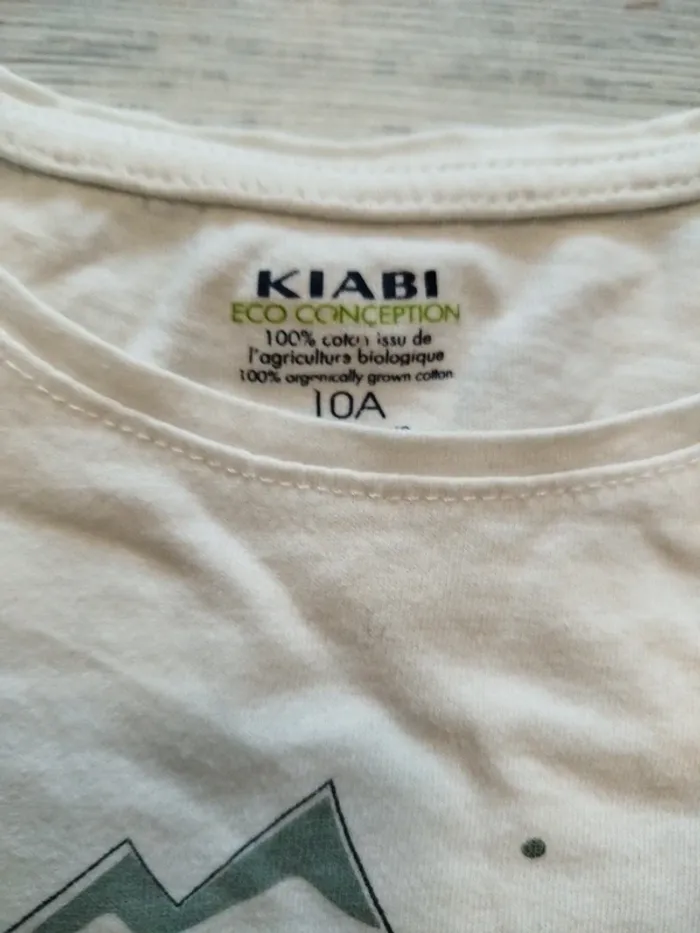 KIABI
ECO CONCEPTION
100% coton issu de
l'agriculture biologique
100% organically grown cotton
10A